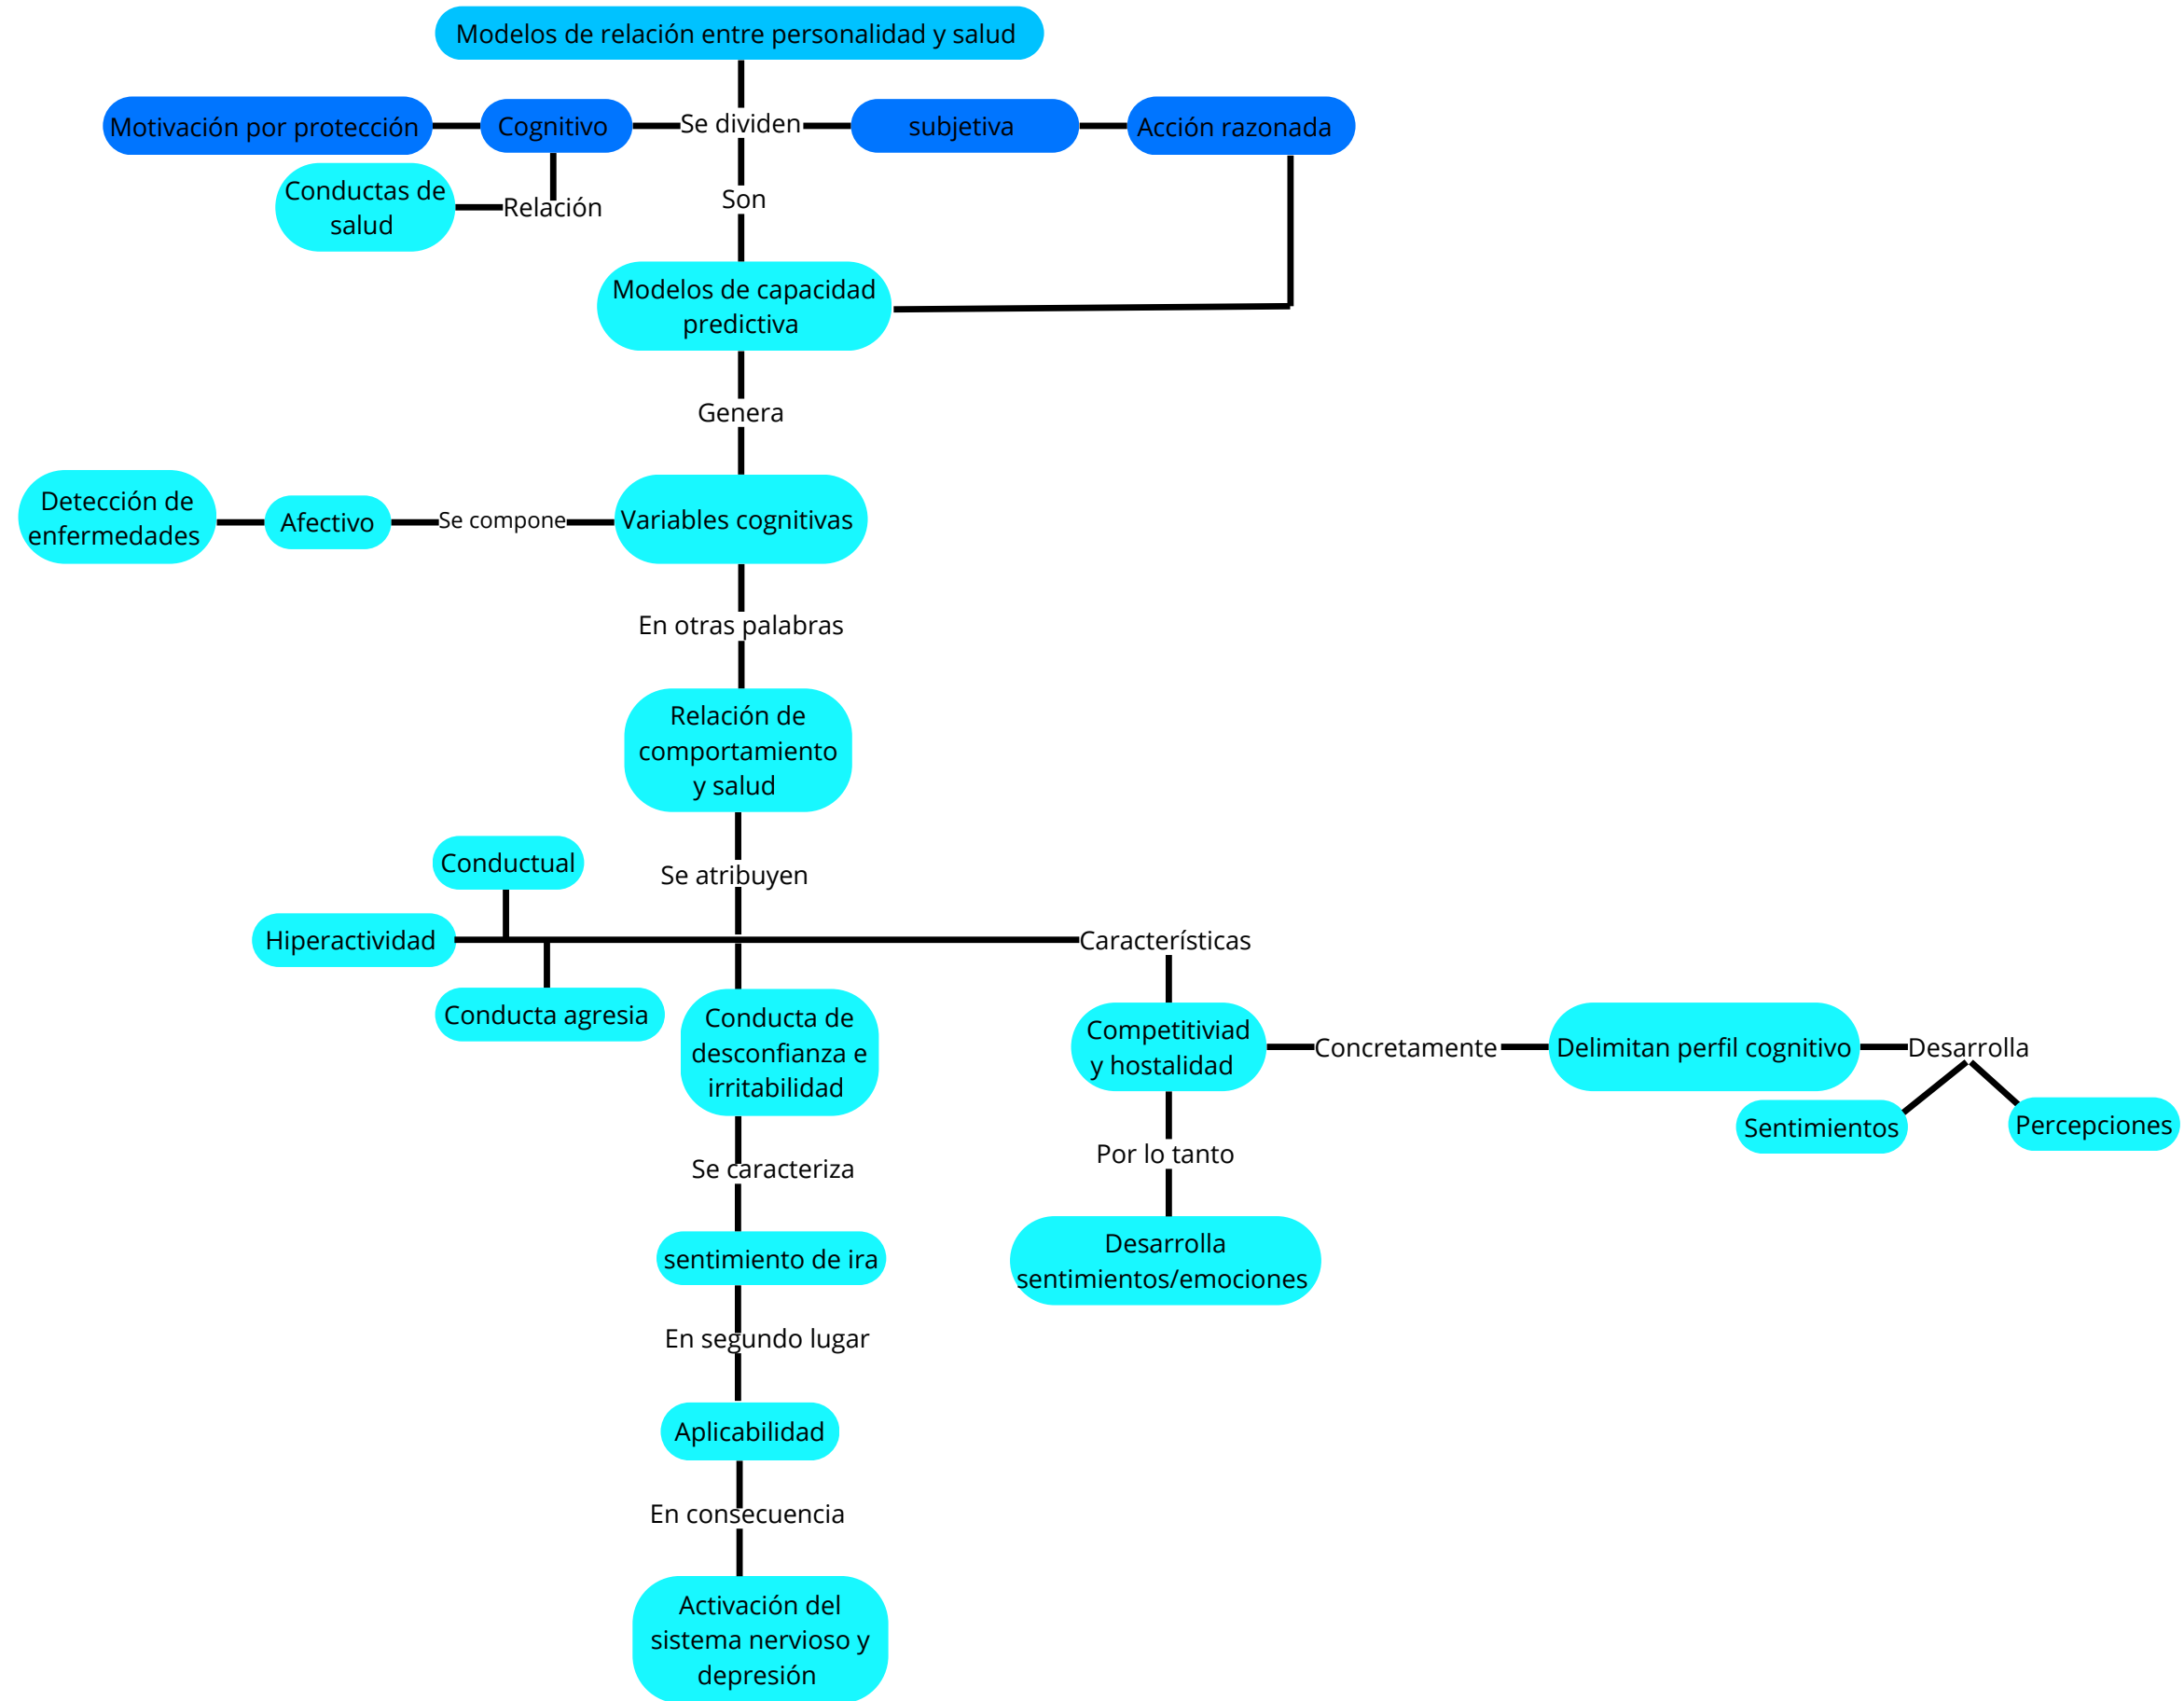 Modelos de relación entre personalidad y salud
Motivación por protección
Cognitivo
Se dividen
subjetiva
Acción razonada
Conductas de
salud
Relación
Son
Modelos de capacidad
predictiva
Genera
Detección de
enfermedades
Afectivo
Se compone
Variables cognitivas
En otras palabras
Relación de
comportamiento
y salud
Se atribuyen
Conductual
Hiperactividad
Características
Conducta agresia
Conducta de
desconfianza e
irritabilidad
Competitiviad
y hostalidad
Concretamente
Delimitan perfil cognitivo
Desarrolla
Sentimientos
Percepciones
Se caracteriza
Por lo tanto
sentimiento de ira
Desarrolla
sentimientos/emociones
En segundo lugar
Aplicabilidad
En consecuencia
Activación del
sistema nervioso y
depresión